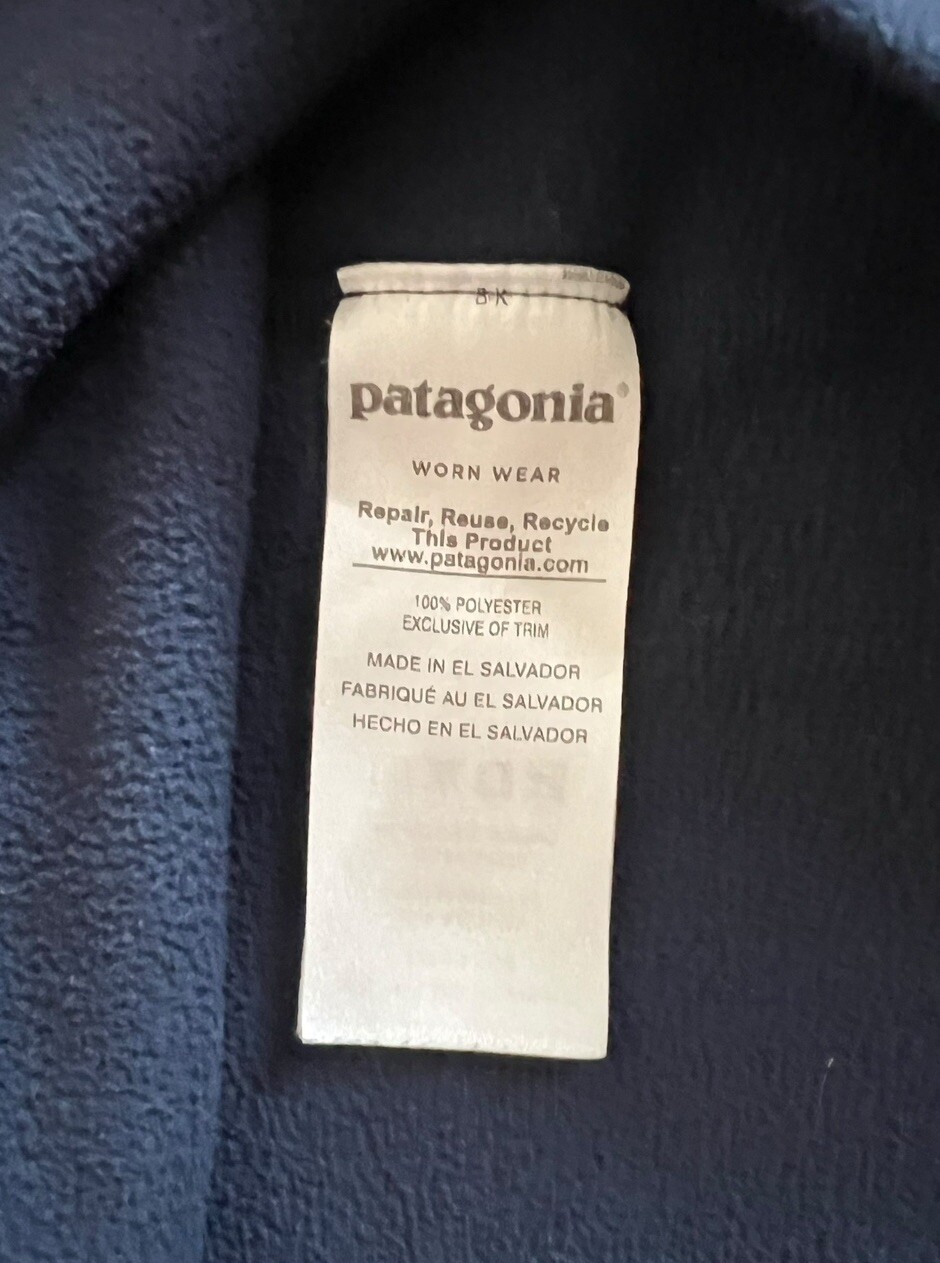 patagonia®
WORN WEAR
Repair, Reuse, Recycle
This Product
www.patagonia.com
100% POLYESTER
EXCLUSIVE OF TRIM
MADE IN EL SALVADOR
FABRIQUÉ AU EL SALVADOR
HECHO EN EL SALVADOR